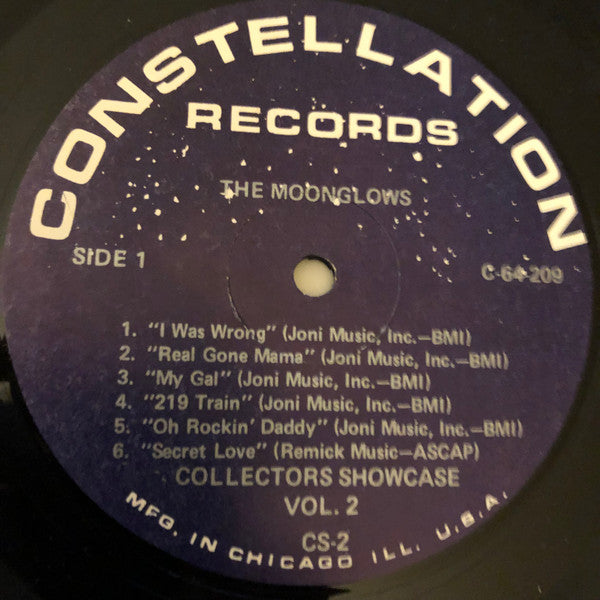 CONSTELLATION
RECORDS
THE MOONGLOWS
SIDE 1
C-64-209
1. "I Was Wrong" (Joni Music, Inc.—BMI)
2. "Real Gone Mama" (Joni Music, Inc.—BMI)
3. "My Gal" (Joni Music, Inc.—BMI)
4. "219 Train" (Joni Music, Inc.—BMI)
5. "Oh Rockin' Daddy" (Joni Music, Inc.—BMI)
6. "Secret Love" (Remick Music—ASCAP)
COLLECTORS SHOWCASE
VOL. 2
CS-2
MFG. IN CHICAGO ILL. U.S.A.